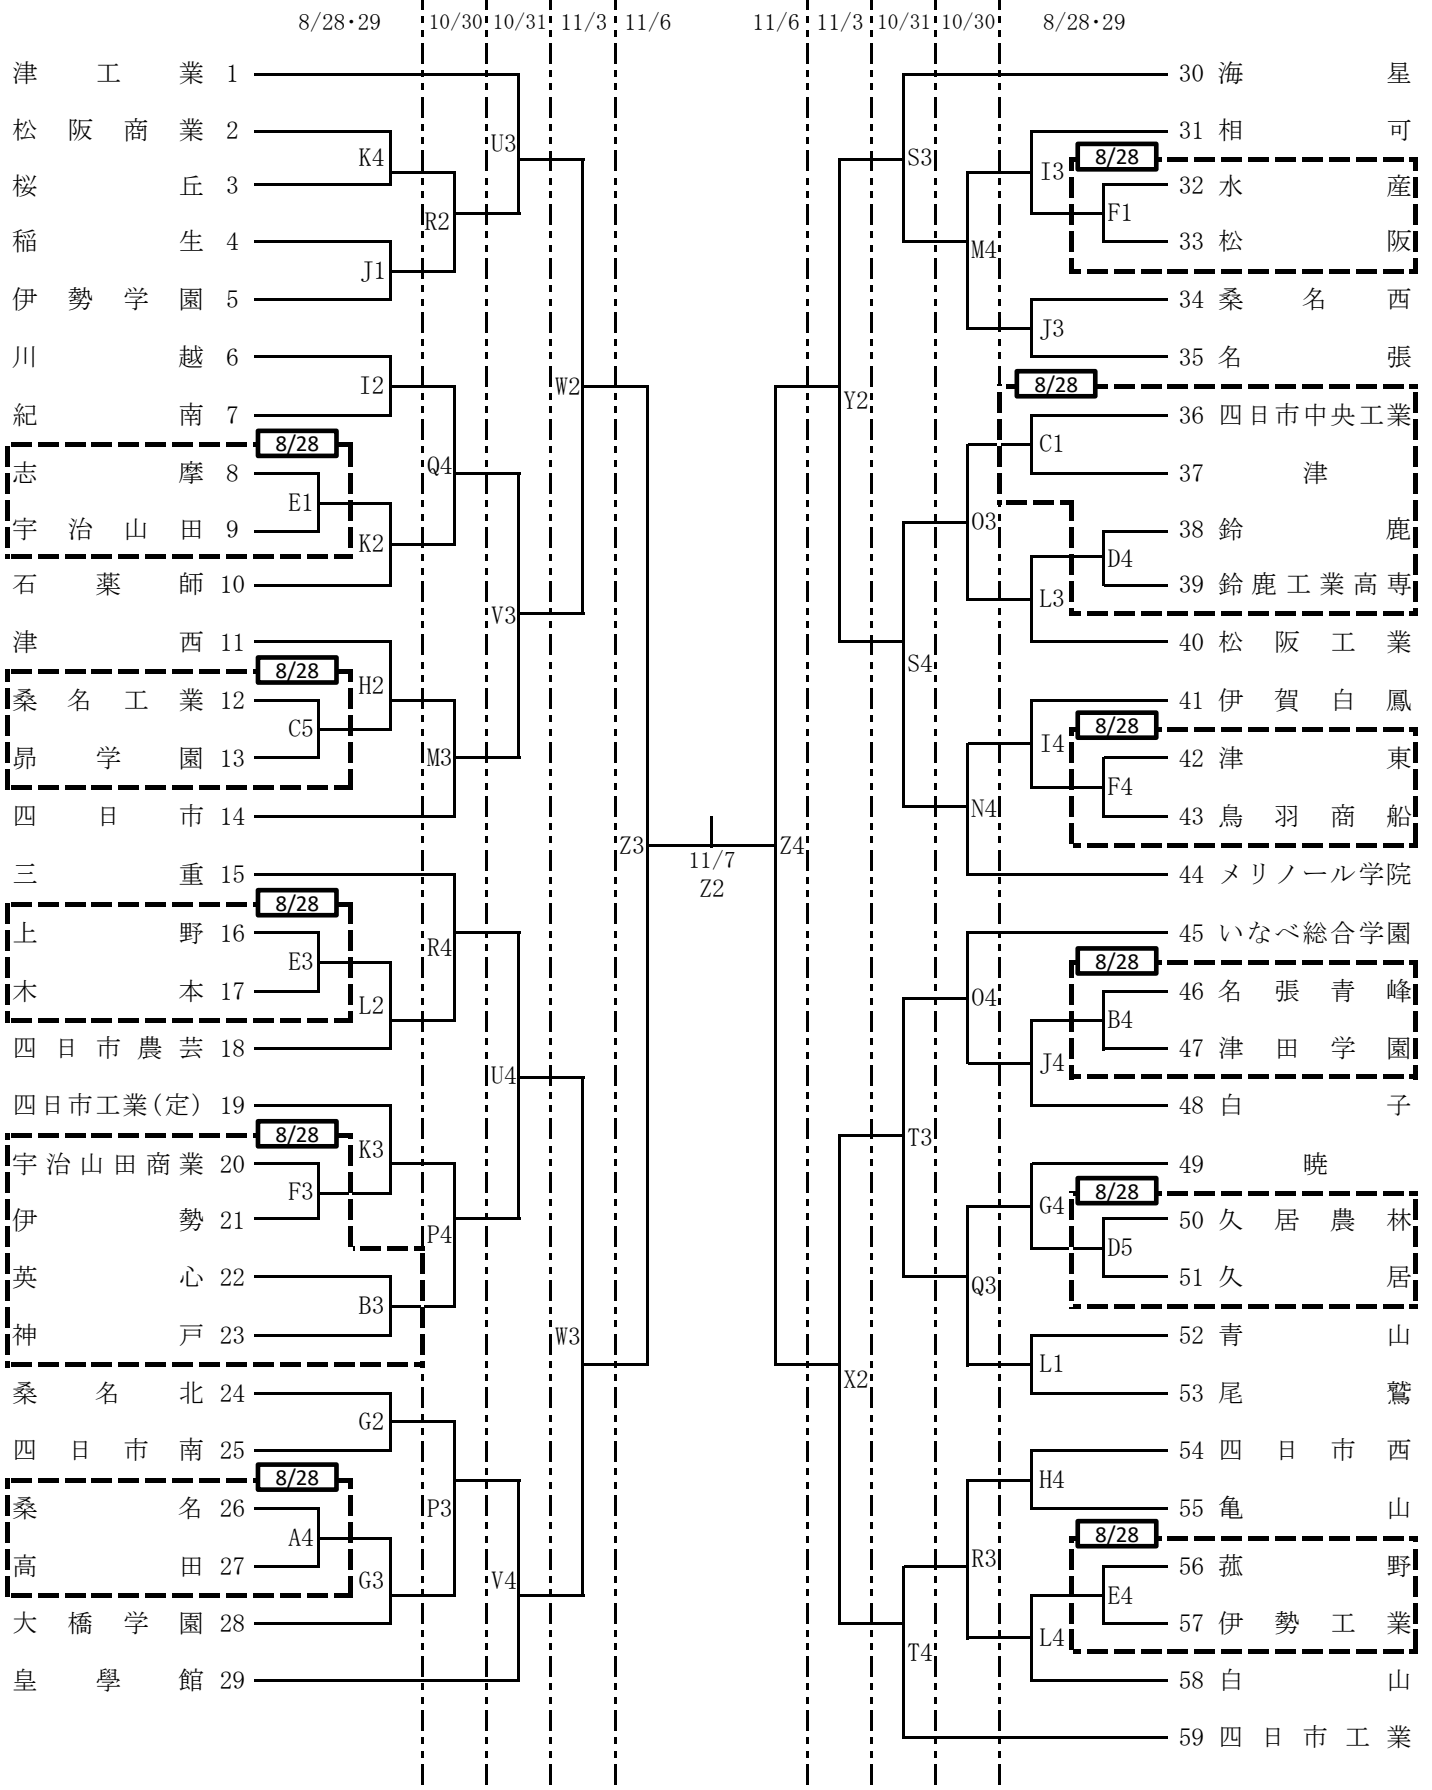 8/28・29 10/30 10/31 11/3 11/6 11/6 11/3 10/31 10/30 8/28・29
津工業 1
松阪商業 2
K4
桜丘 3
U3
R2
稲生 4
J1
伊勢学園 5
川越 6
I2
紀南 7
W2
8/28
志摩 8
E1
宇治山田 9
Q4
K2
石薬師 10
V3
津西 11
8/28
H2
桑名工業 12
C5
昴学園 13
M3
四日市 14
Z3
三重 15
8/28
上野 16
E3
木本 17
R4
L2
四日市農芸 18
U4
四日市工業(定) 19
8/28
K3
宇治山田商業 20
F3
伊勢 21
P4
英心 22
B3
神戸 23
W3
桑名北 24
G2
四日市南 25
8/28
桑名 26
A4
高田 27
P3
G3
V4
大橋学園 28
皇學館 29
11/7
Z2
Z4
30 海星
31 相可
8/28
S3
I3
32 水産
F1
33 松阪
M4
34 桑名西
J3
35 名張
8/28
Y2
36 四日市中央工業
C1
37 津
O3
38 鈴鹿
D4
39 鈴鹿工業高専
L3
40 松阪工業
S4
41 伊賀白鳳
8/28
I4
42 津東
F4
43 鳥羽商船
N4
44 メリノール学院
45 いなべ総合学園
8/28
46 名張青峰
O4
B4
47 津田学園
J4
48 白子
T3
49 暁
8/28
G4
50 久居農林
D5
51 久居
Q3
52 青山
L1
53 尾鷲
X2
54 四日市西
H4
55 亀山
8/28
R3
56 菰野
E4
57 伊勢工業
L4
T4
58 白山
59 四日市工業